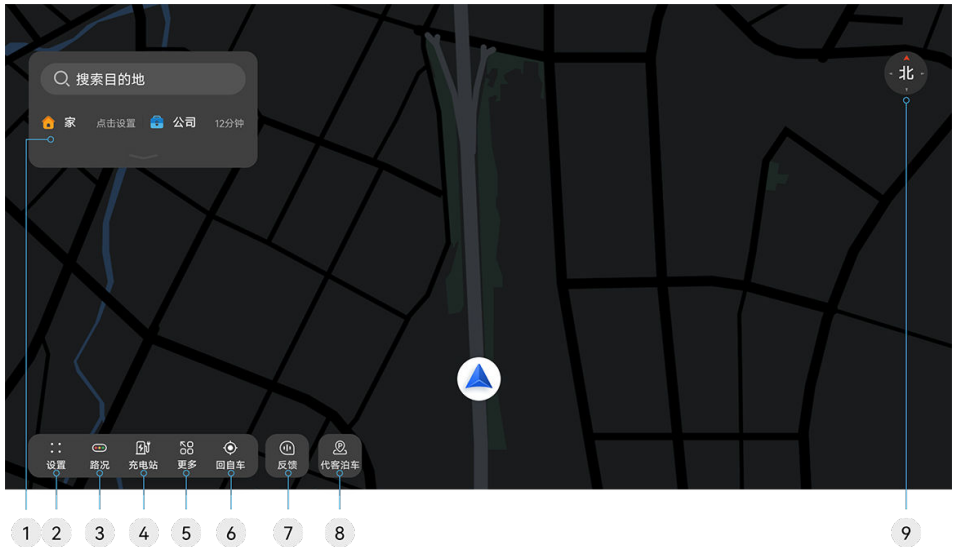 搜索目的地
北
家 点击设置 公司 12分钟
设置 路况 充电站 更多 回自车 反馈 P 代客泊车
1 2 3 4 5 6 7 8 9